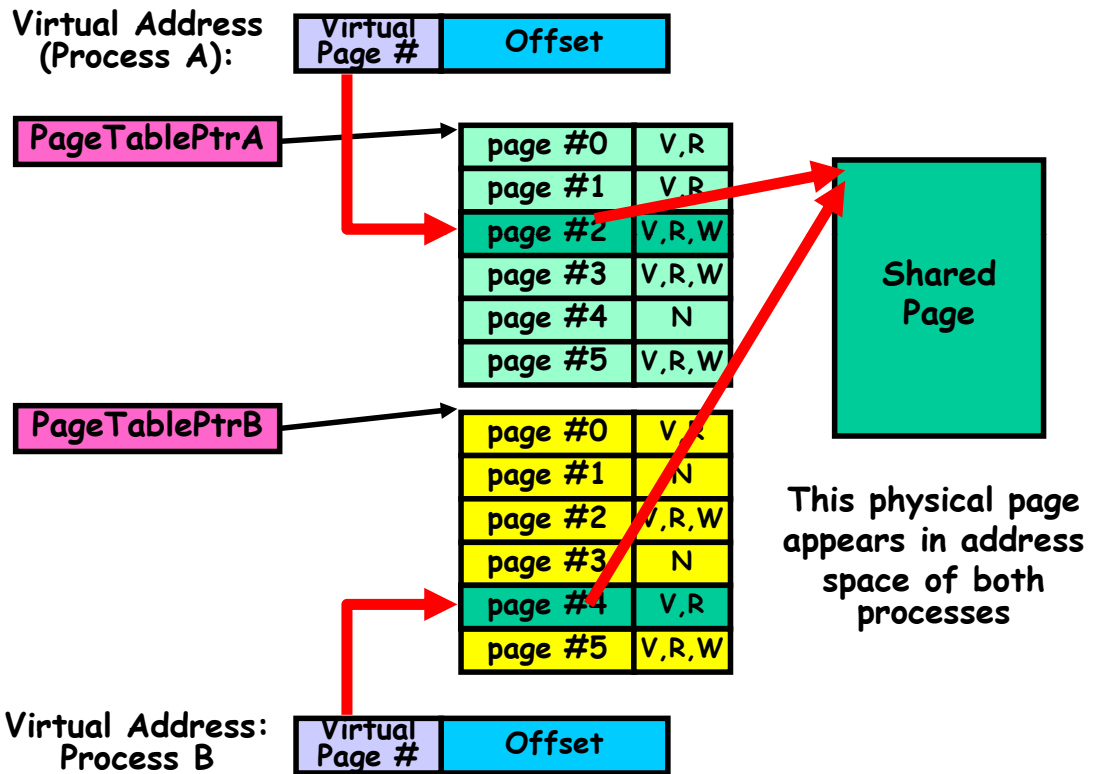 Virtual Address
(Process A):
Virtual
Page #
Offset
PageTablePtrA
page #0 V,R
page #1 V,R
page #2 V,R,W
page #3 V,R,W
page #4 N
page #5 V,R,W
Shared
Page
PageTablePtrB
page #0 V,R
page #1 N
page #2 V,R,W
page #3 N
page #4 V,R
page #5 V,R,W
This physical page
appears in address
space of both
processes
Virtual Address:
Process B
Virtual
Page #
Offset